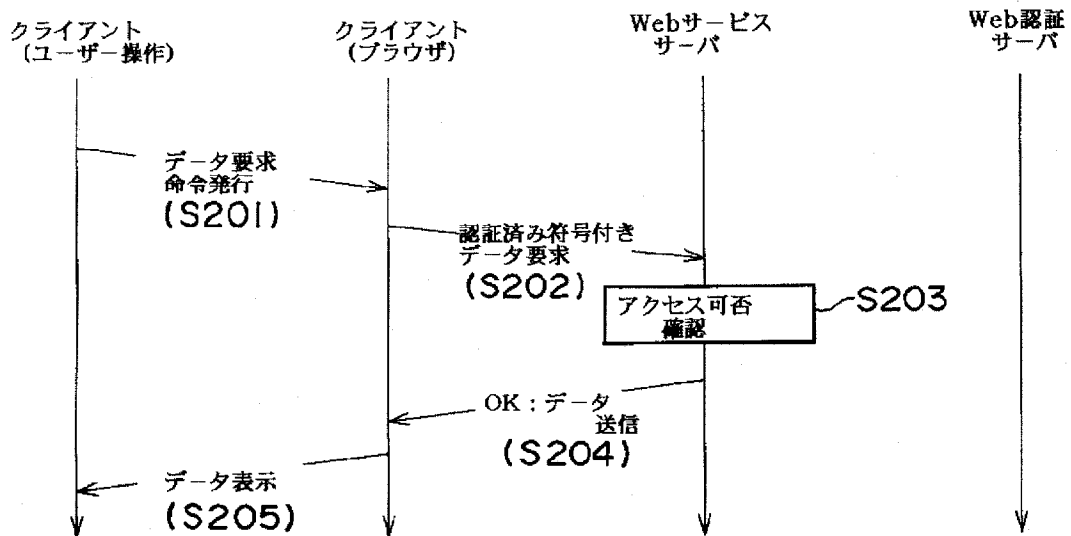 クライアント
(ユーザー操作)
クライアント
(ブラウザ)
Webサービス
サーバ
Web認証
サーバ
データ要求
命令発行
(S201)
認証済み符号付き
データ要求
(S202)
アクセス可否
確認
S203
OK:データ
送信
(S204)
データ表示
(S205)